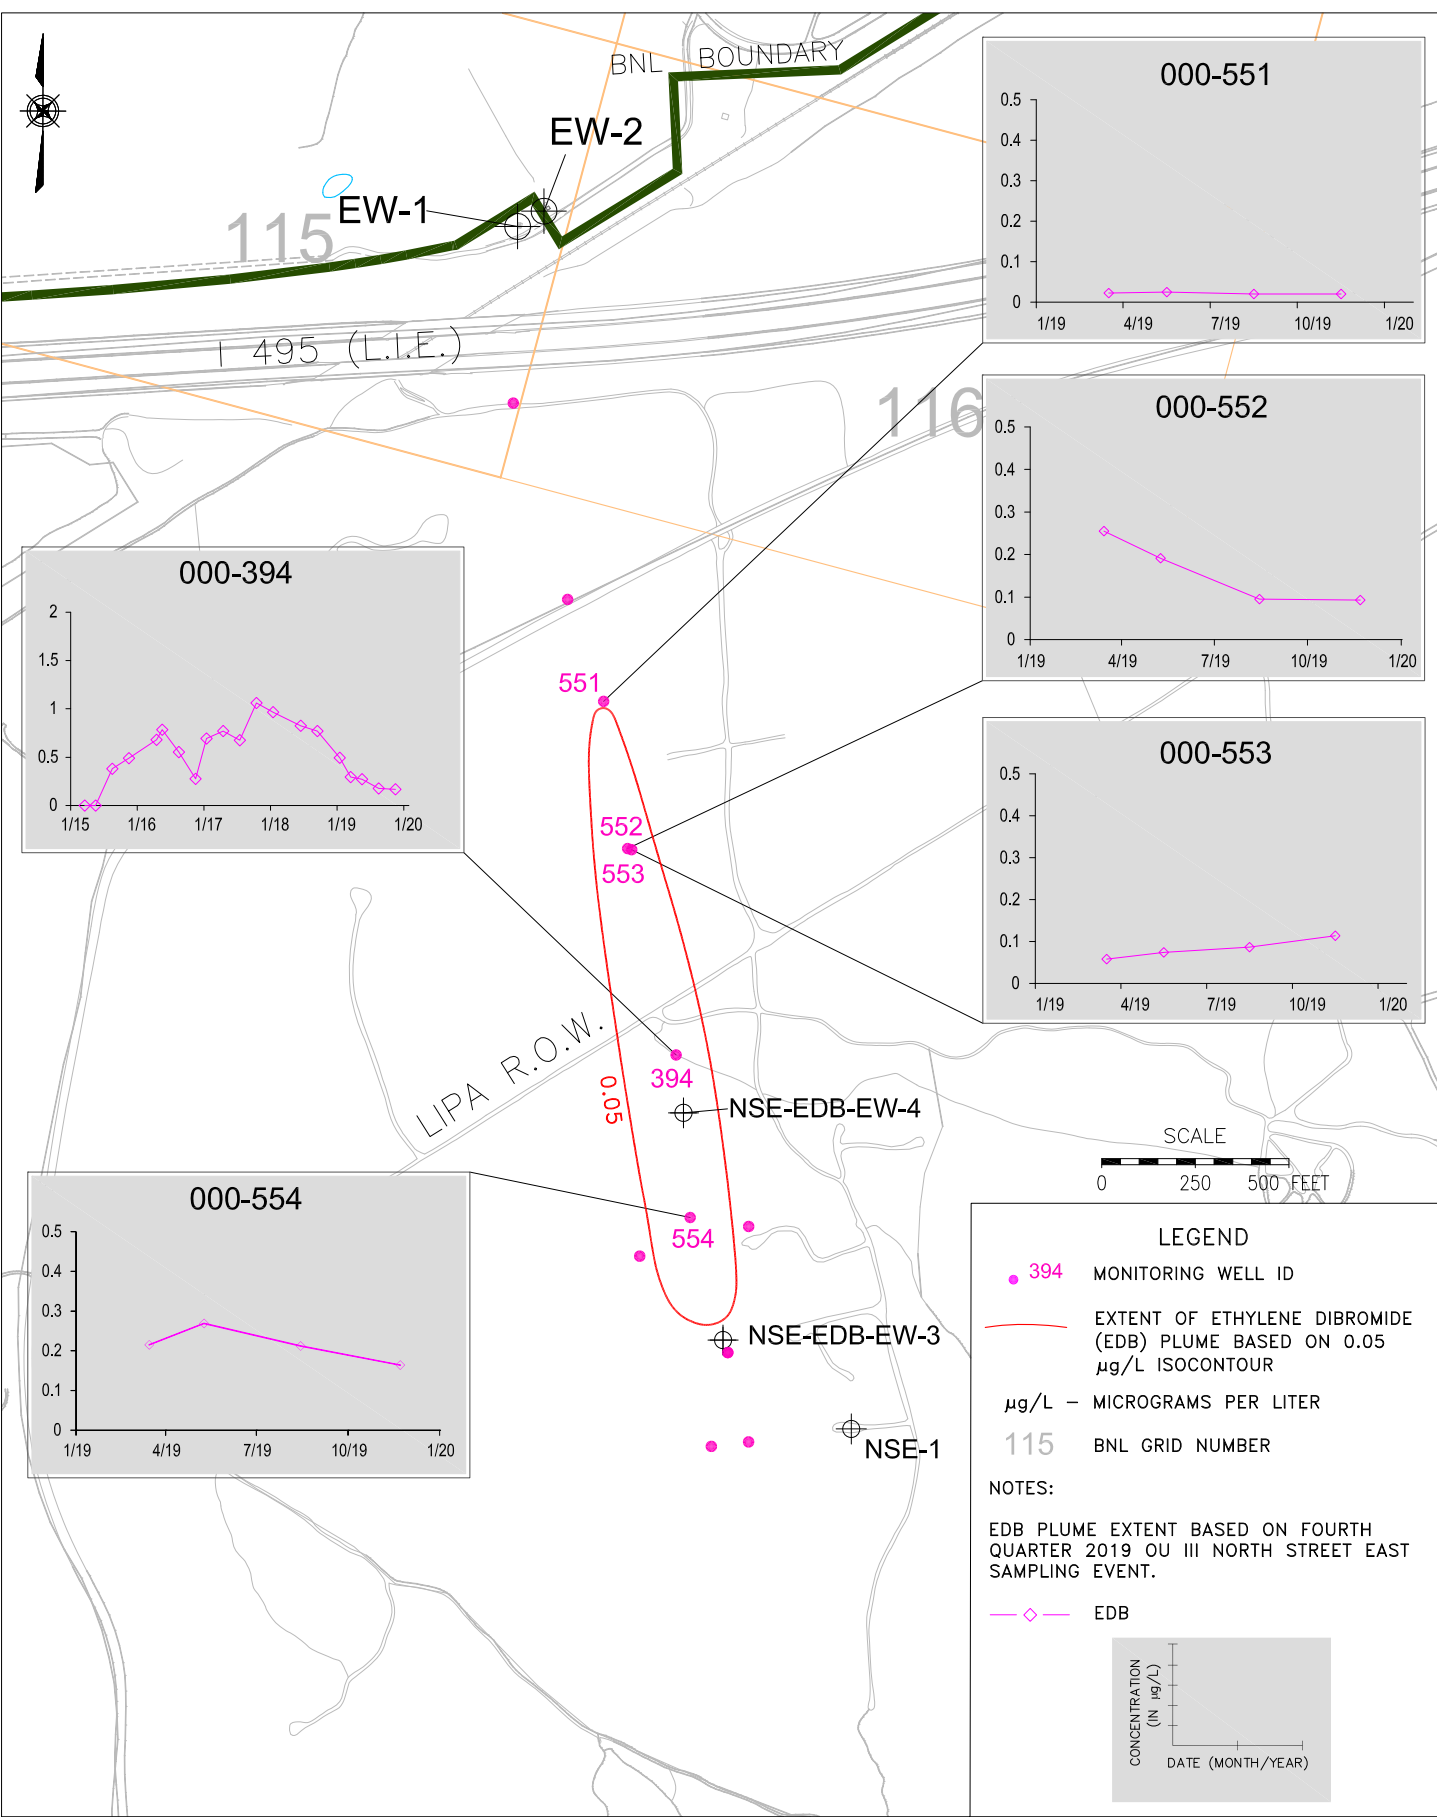 BNL BOUNDARY
EW-2
EW-1
115
I 495 (L.I.E.)
116
000-551
0.5
0.4
0.3
0.2
0.1
0
1/19 4/19 7/19 10/19 1/20
000-552
0.5
0.4
0.3
0.2
0.1
0
1/19 4/19 7/19 10/19 1/20
000-394
2
1.5
1
0.5
0
1/15 1/16 1/17 1/18 1/19 1/20
551
000-553
0.5
0.4
0.3
0.2
0.1
0
1/19 4/19 7/19 10/19 1/20
552
553
LIPA R.O.W.
394
0.05
NSE-EDB-EW-4
SCALE
0 250 500 FEET
000-554
0.5
0.4
0.3
0.2
0.1
0
1/19 4/19 7/19 10/19 1/20
554
NSE-EDB-EW-3
NSE-1
LEGEND
394 MONITORING WELL ID
EXTENT OF ETHYLENE DIBROMIDE
(EDB) PLUME BASED ON 0.05
µg/L ISOCONTOUR
µg/L – MICROGRAMS PER LITER
115 BNL GRID NUMBER
NOTES:
EDB PLUME EXTENT BASED ON FOURTH
QUARTER 2019 OU III NORTH STREET EAST
SAMPLING EVENT.
EDB
CONCENTRATION
(IN µg/L)
DATE (MONTH/YEAR)